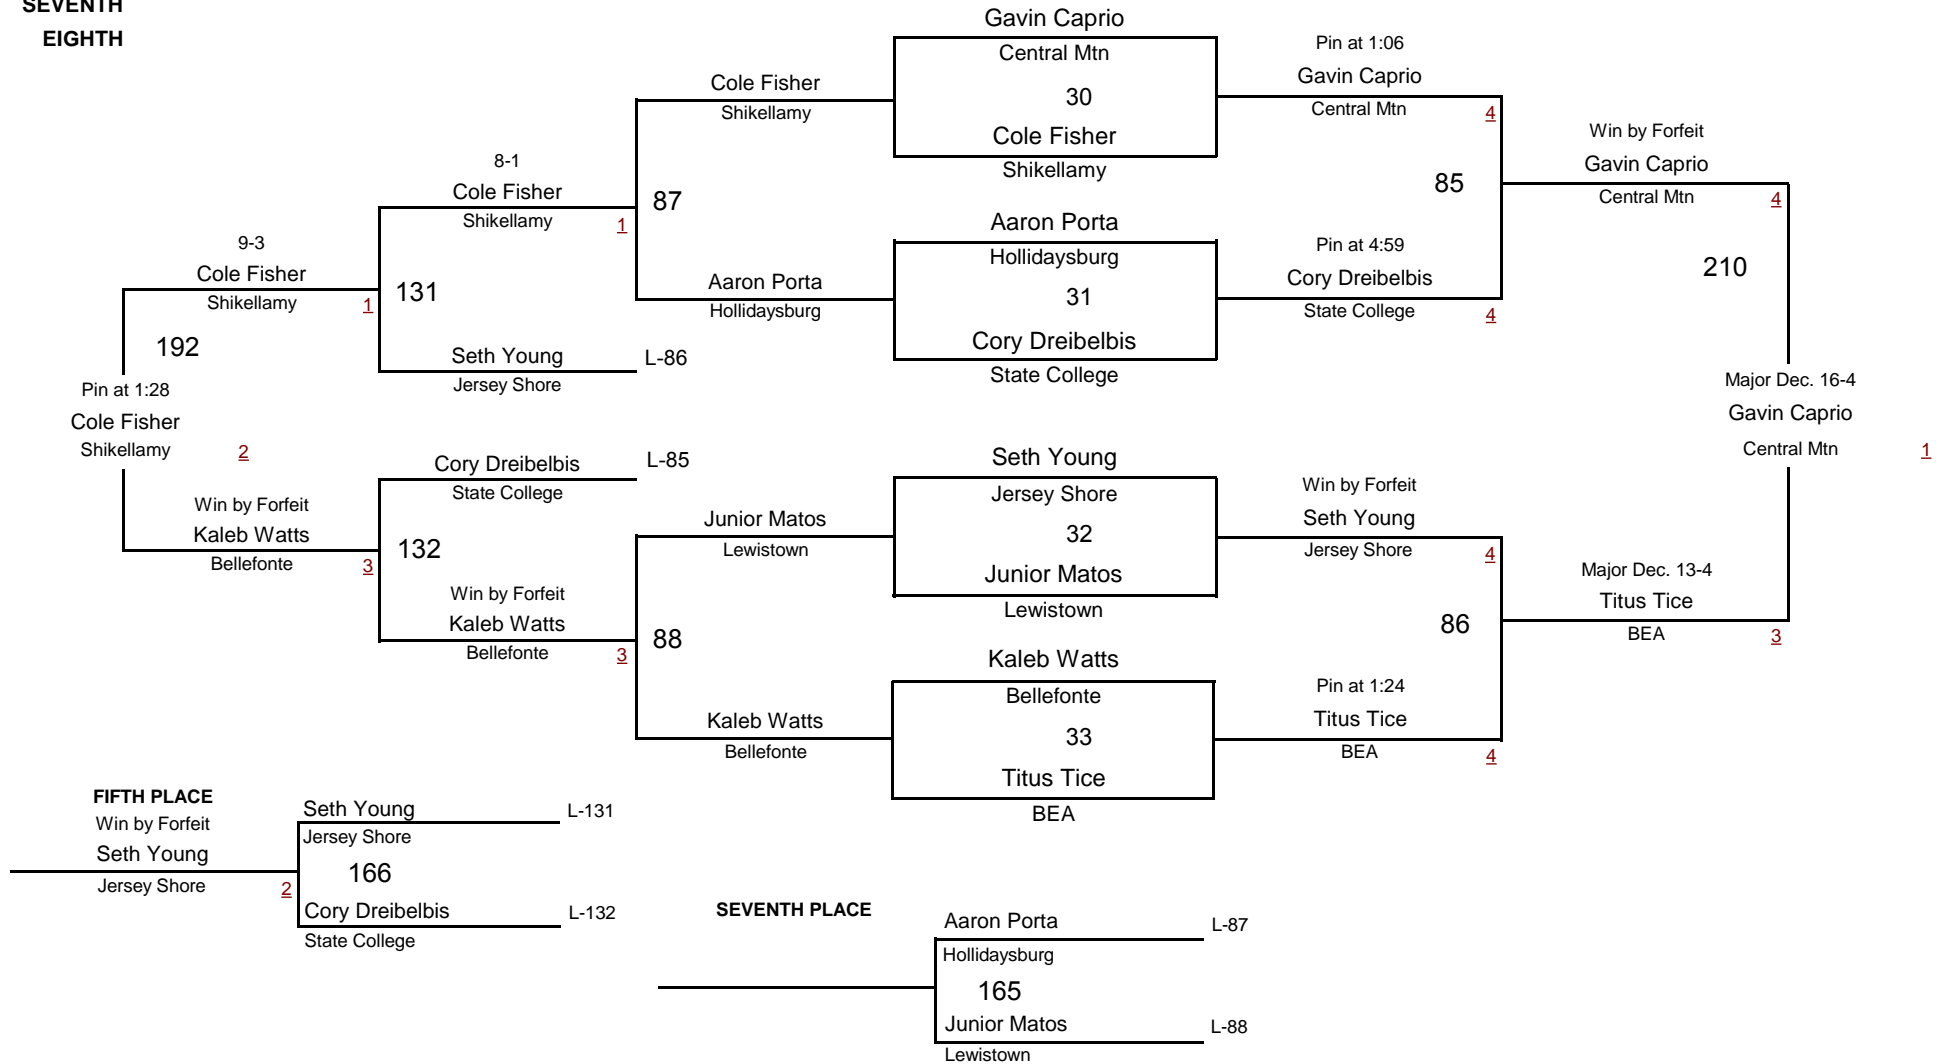 SEVENTH
EIGHTH
Gavin Caprio
Central Mtn
30
Cole Fisher
Shikellamy
Pin at 1:06
Gavin Caprio
Central Mtn
4
Cole Fisher
Shikellamy
Win by Forfeit
Gavin Caprio
Central Mtn
4
8-1
Cole Fisher
Shikellamy
1
87
85
Aaron Porta
Hollidaysburg
31
Cory Dreibelbis
State College
Pin at 4:59
Cory Dreibelbis
State College
4
9-3
Cole Fisher
Shikellamy
1
131
Aaron Porta
Hollidaysburg
210
192
Seth Young
Jersey Shore
L-86
Pin at 1:28
Cole Fisher
Shikellamy
2
Major Dec. 16-4
Gavin Caprio
Central Mtn
1
Cory Dreibelbis
State College
L-85
Seth Young
Jersey Shore
32
Junior Matos
Lewistown
Win by Forfeit
Seth Young
Jersey Shore
4
Win by Forfeit
Kaleb Watts
Bellefonte
3
132
Junior Matos
Lewistown
Win by Forfeit
Kaleb Watts
Bellefonte
3
88
86
Major Dec. 13-4
Titus Tice
BEA
3
Kaleb Watts
Bellefonte
33
Titus Tice
BEA
Pin at 1:24
Titus Tice
BEA
4
Kaleb Watts
Bellefonte
FIFTH PLACE
Win by Forfeit
Seth Young
Jersey Shore
2
Seth Young
Jersey Shore
L-131
166
Cory Dreibelbis
State College
L-132
SEVENTH PLACE
Aaron Porta
Hollidaysburg
L-87
165
Junior Matos
Lewistown
L-88